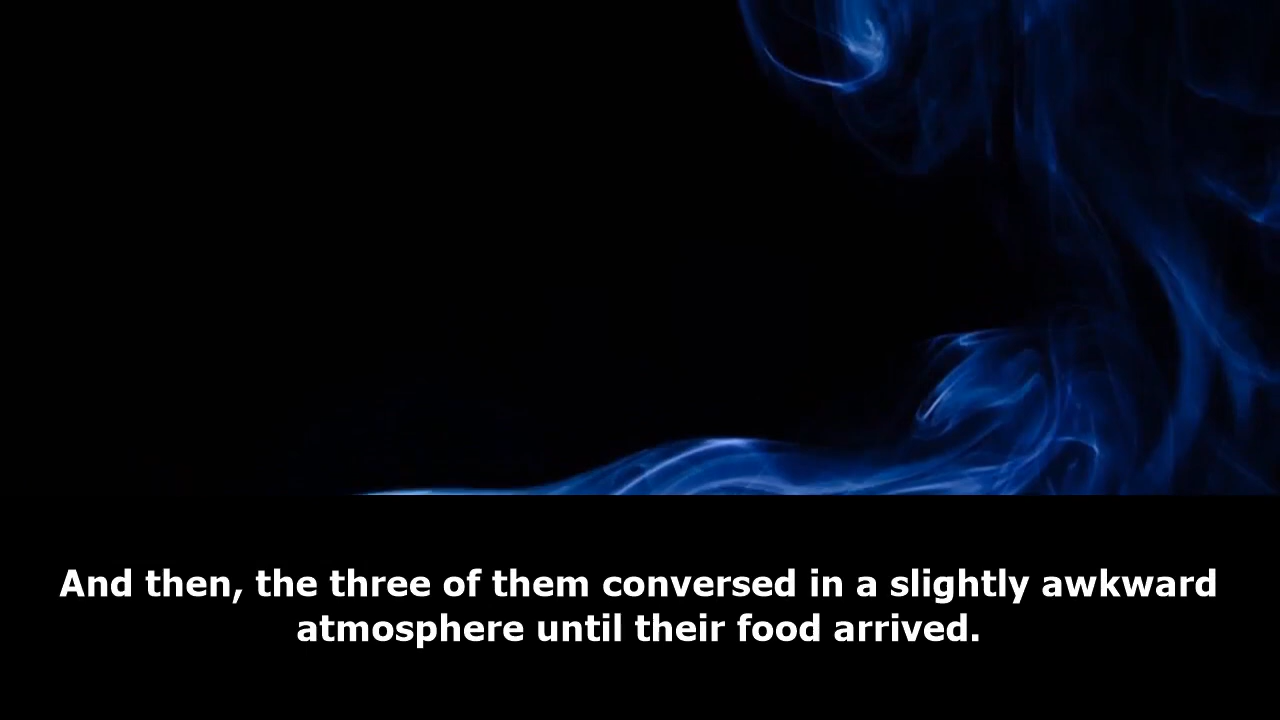 And then, the three of them conversed in a slightly awkward
atmosphere until their food arrived.